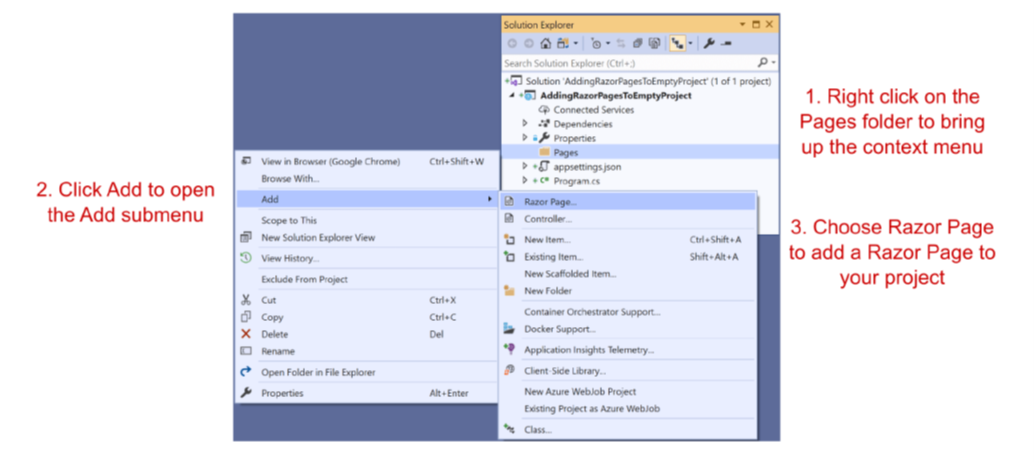 Solution Explorer
Search Solution Explorer (Ctrl+;)
Solution 'AddingRazorPagesToEmptyProject' (1 of 1 project)
AddingRazorPagesToEmptyProject
Connected Services
Dependencies
Properties
Pages
appsettings.json
C# Program.cs
1. Right click on the
Pages folder to bring
up the context menu
2. Click Add to open
the Add submenu
View in Browser (Google Chrome) Ctrl+Shift+W
Browse With...
Add
Scope to This
New Solution Explorer View
View History...
Exclude From Project
Cut Ctrl+X
Copy Ctrl+C
Delete Del
Rename
Open Folder in File Explorer
Properties Alt+Enter
Razor Page...
Controller...
New Item... Ctrl+Shift+A
Existing Item... Shift+Alt+A
New Scaffolded Item...
New Folder
Container Orchestrator Support...
Docker Support...
Application Insights Telemetry...
Client-Side Library...
New Azure WebJob Project
Existing Project as Azure WebJob
Class...
3. Choose Razor Page
to add a Razor Page to
your project